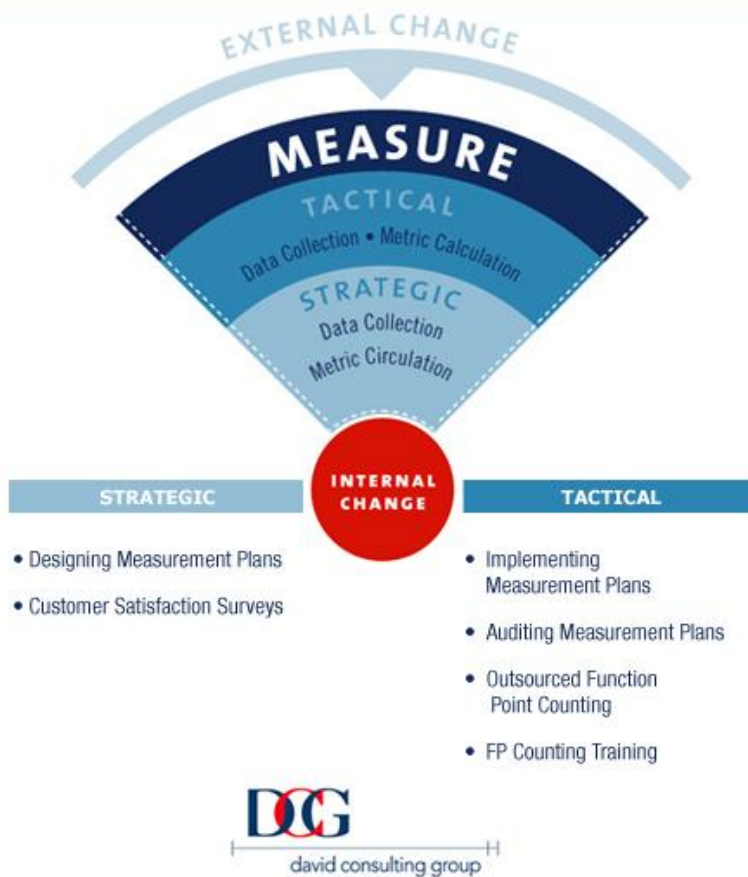 EXTERNAL CHANGE
MEASURE
TACTICAL
Data Collection • Metric Calculation
STRATEGIC
Data Collection
Metric Circulation
INTERNAL
CHANGE
STRATEGIC
• Designing Measurement Plans
• Customer Satisfaction Surveys
TACTICAL
• Implementing
Measurement Plans
• Auditing Measurement Plans
• Outsourced Function
Point Counting
• FP Counting Training
DCG
david consulting group